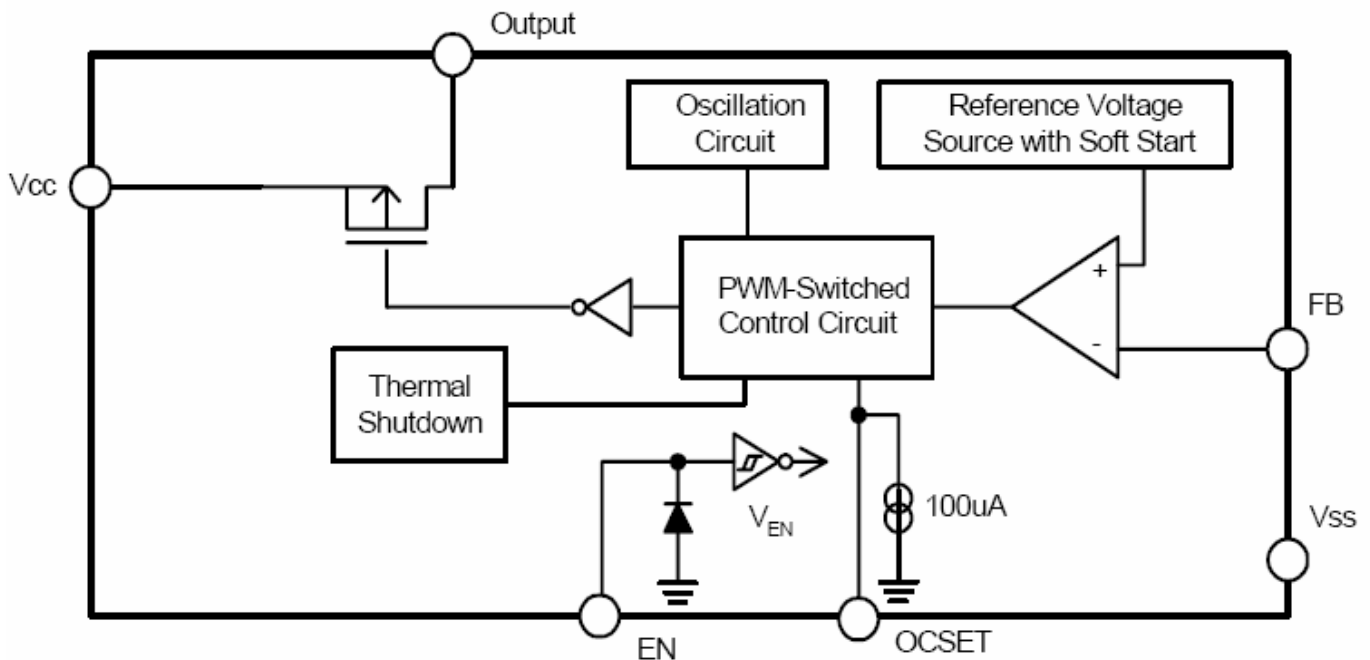 Output
Oscillation
Circuit
Reference Voltage
Source with Soft Start
Vcc
+
PWM-Switched
Control Circuit
-
FB
Thermal
Shutdown
V_EN
100uA
Vss
EN
OCSET